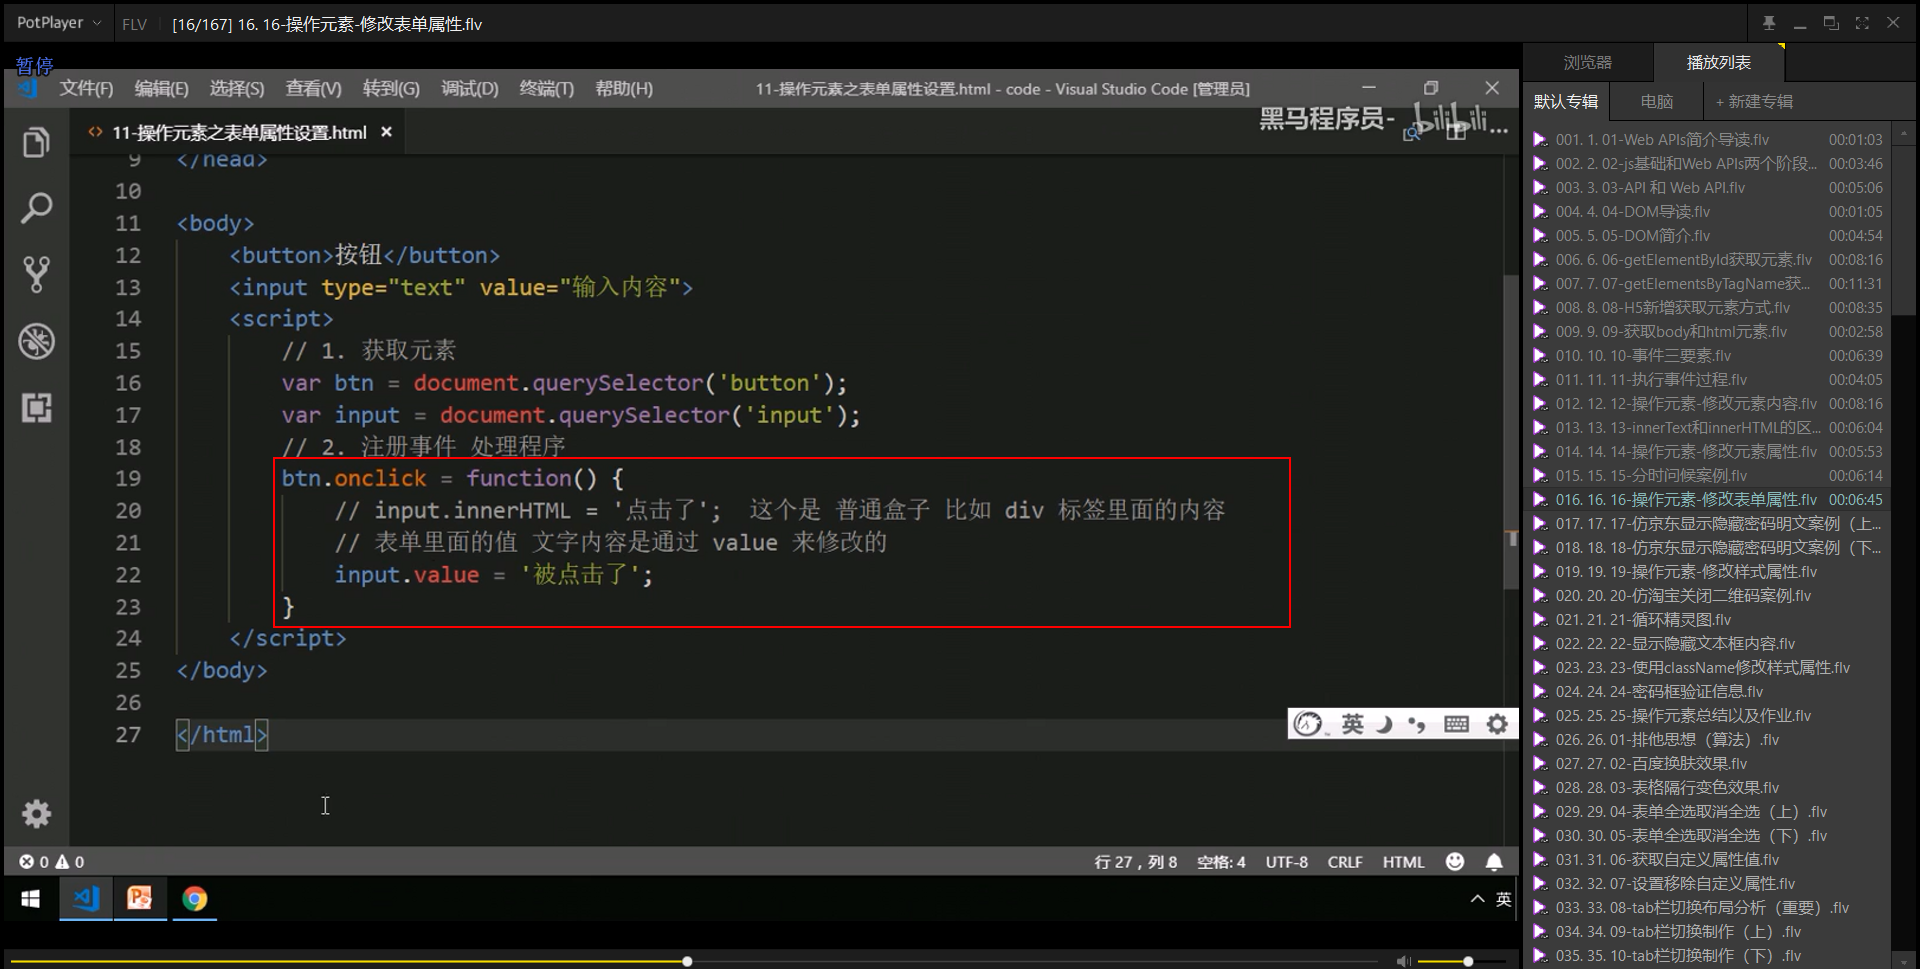 PotPlayer FLV [16/167] 16. 16-操作元素-修改表单属性.flv
暂停
文件(F) 编辑(E) 选择(S) 查看(V) 转到(G) 调试(D) 终端(T) 帮助(H) 11-操作元素之表单属性设置.html - code - Visual Studio Code [管理员]
黑马程序员- bilibili
<> 11-操作元素之表单属性设置.html ×
9 </head>
10
11 <body>
12 <button>按钮</button>
13 <input type="text" value="输入内容">
14 <script>
15 // 1. 获取元素
16 var btn = document.querySelector('button');
17 var input = document.querySelector('input');
18 // 2. 注册事件 处理程序
19 btn.onclick = function() {
20 // input.innerHTML = '点击了'; 这个是 普通盒子 比如 div 标签里面的内容
21 // 表单里面的值 文字内容是通过 value 来修改的
22 input.value = '被点击了';
23 }
24 </script>
25 </body>
26
27 </html>
英
0 0 行 27，列 8 空格: 4 UTF-8 CRLF HTML
英
浏览器 播放列表
默认专辑 电脑 + 新建专辑
001. 1. 01-Web APIs简介导读.flv 00:01:03
002. 2. 02-js基础和Web APIs两个阶段... 00:03:46
003. 3. 03-API 和 Web API.flv 00:05:06
004. 4. 04-DOM导读.flv 00:01:05
005. 5. 05-DOM简介.flv 00:04:54
006. 6. 06-getElementById获取元素.flv 00:08:16
007. 7. 07-getElementsByTagName获... 00:11:31
008. 8. 08-H5新增获取元素方式.flv 00:08:35
009. 9. 09-获取body和html元素.flv 00:02:58
010. 10. 10-事件三要素.flv 00:06:39
011. 11. 11-执行事件过程.flv 00:04:05
012. 12. 12-操作元素-修改元素内容.flv 00:08:16
013. 13. 13-innerText和innerHTML的区... 00:06:04
014. 14. 14-操作元素-修改元素属性.flv 00:05:53
015. 15. 15-分时问候案例.flv 00:06:14
016. 16. 16-操作元素-修改表单属性.flv 00:06:45
017. 17. 17-仿京东显示隐藏密码明文案例（上...
018. 18. 18-仿京东显示隐藏密码明文案例（下...
019. 19. 19-操作元素-修改样式属性.flv
020. 20. 20-仿淘宝关闭二维码案例.flv
021. 21. 21-循环精灵图.flv
022. 22. 22-显示隐藏文本框内容.flv
023. 23. 23-使用className修改样式属性.flv
024. 24. 24-密码框验证信息.flv
025. 25. 25-操作元素总结以及作业.flv
026. 26. 01-排他思想（算法）.flv
027. 27. 02-百度换肤效果.flv
028. 28. 03-表格隔行变色效果.flv
029. 29. 04-表单全选取消全选（上）.flv
030. 30. 05-表单全选取消全选（下）.flv
031. 31. 06-获取自定义属性值.flv
032. 32. 07-设置移除自定义属性.flv
033. 33. 08-tab栏切换布局分析（重要）.flv
034. 34. 09-tab栏切换制作（上）.flv
035. 35. 10-tab栏切换制作（下）.flv